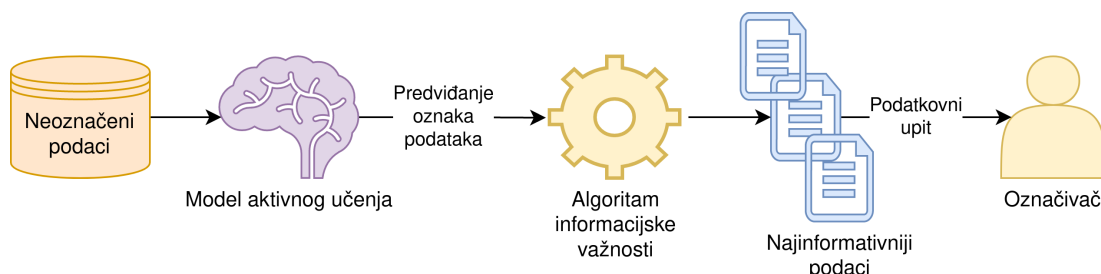 Neoznačeni
podaci
Model aktivnog učenja
Predviđanje
oznaka
podataka
Algoritam
informacijske
važnosti
Najinformativniji
podaci
Podatkovni
upit
Označivač